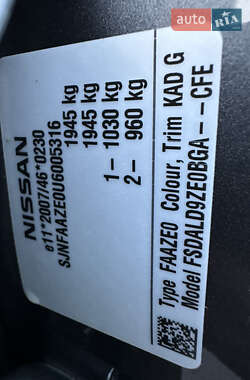 RIA.com
NISSAN
e11*2007/46*0230
SJNFAAZE0U6005316
1945 kg
1945 kg
1- 1030 kg
2- 960 kg
Type FAAZE0 Colour, Trim KAD G
Model FSDALD9ZE0BGA--CFE